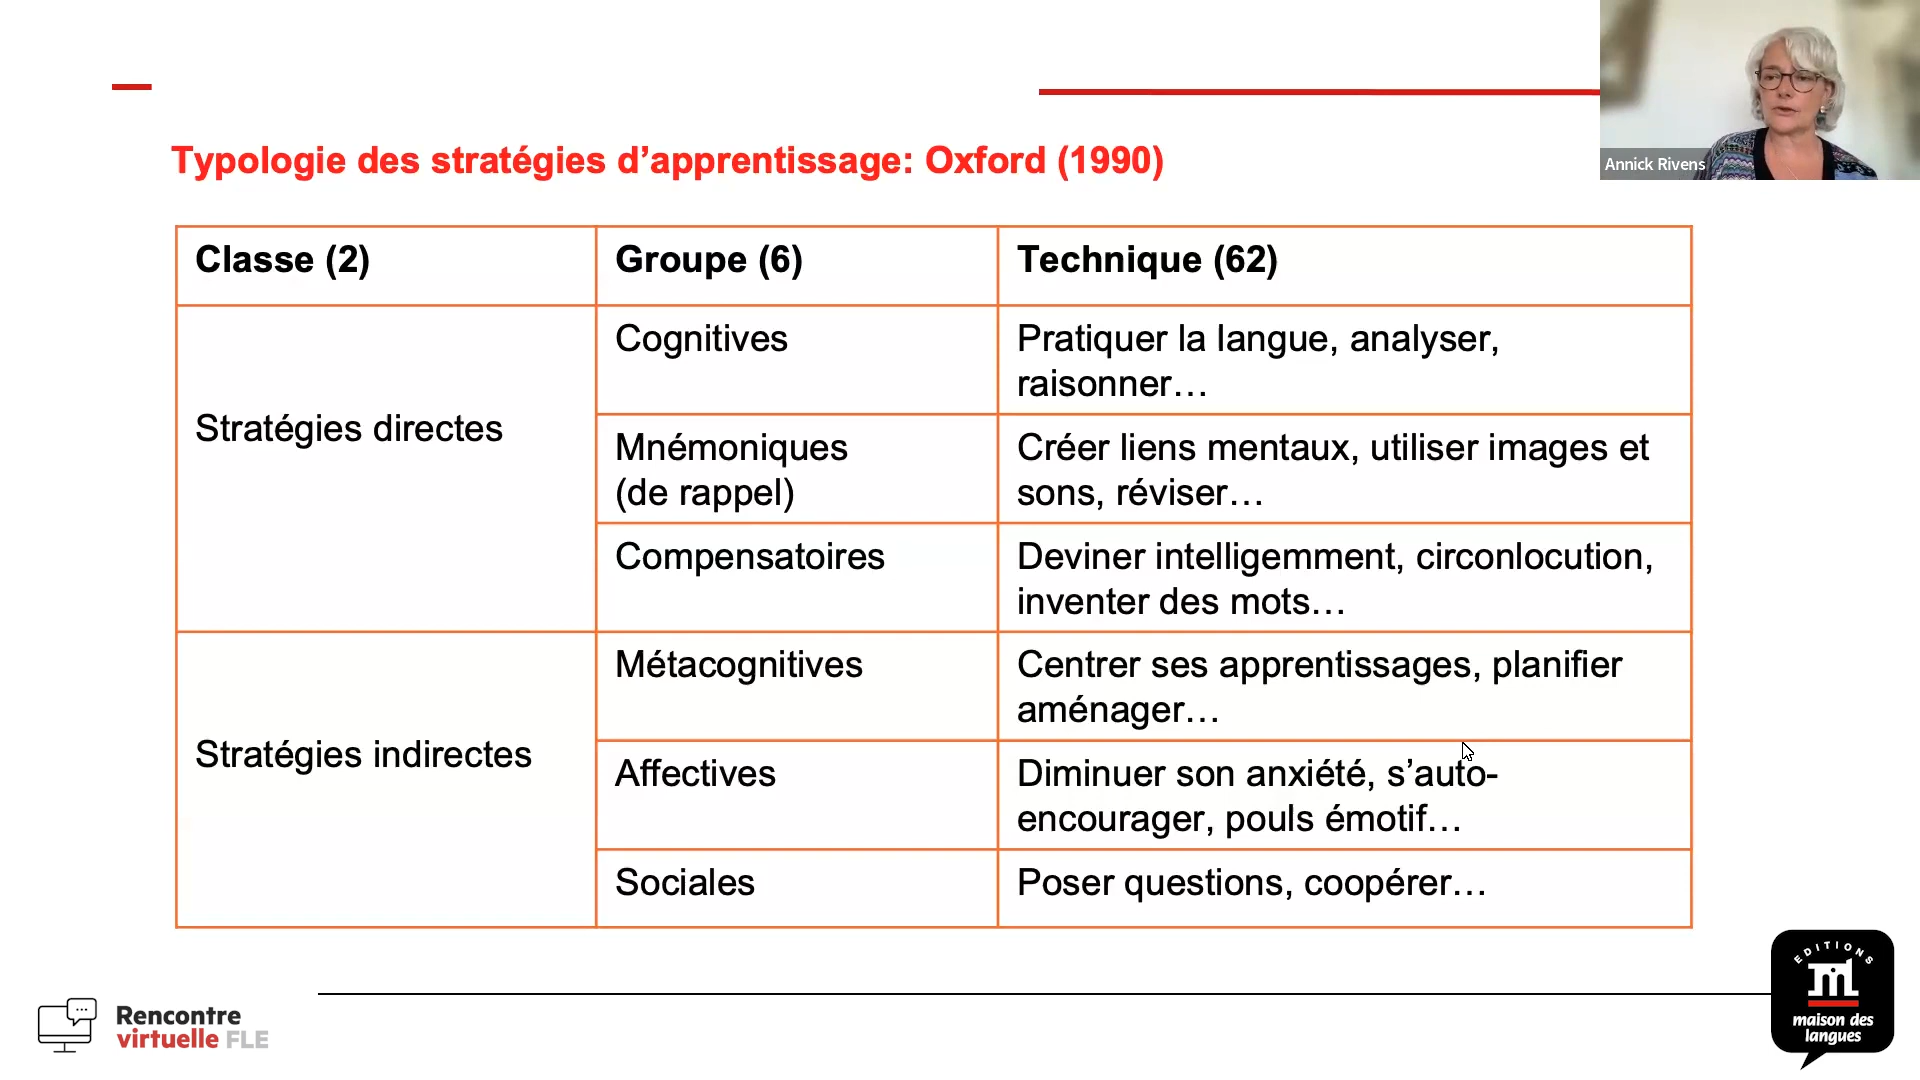 Annick Rivens
Typologie des stratégies d’apprentissage: Oxford (1990)
Classe (2)
Groupe (6)
Technique (62)
Stratégies directes
Cognitives
Pratiquer la langue, analyser,
raisonner…
Mnémoniques
(de rappel)
Créer liens mentaux, utiliser images et
sons, réviser…
Compensatoires
Deviner intelligemment, circonlocution,
inventer des mots…
Stratégies indirectes
Métacognitives
Centrer ses apprentissages, planifier
aménager…
Affectives
Diminuer son anxiété, s’auto-
encourager, pouls émotif…
Sociales
Poser questions, coopérer…
Rencontre
virtuelle FLE
EDITIONS
maison des
langues